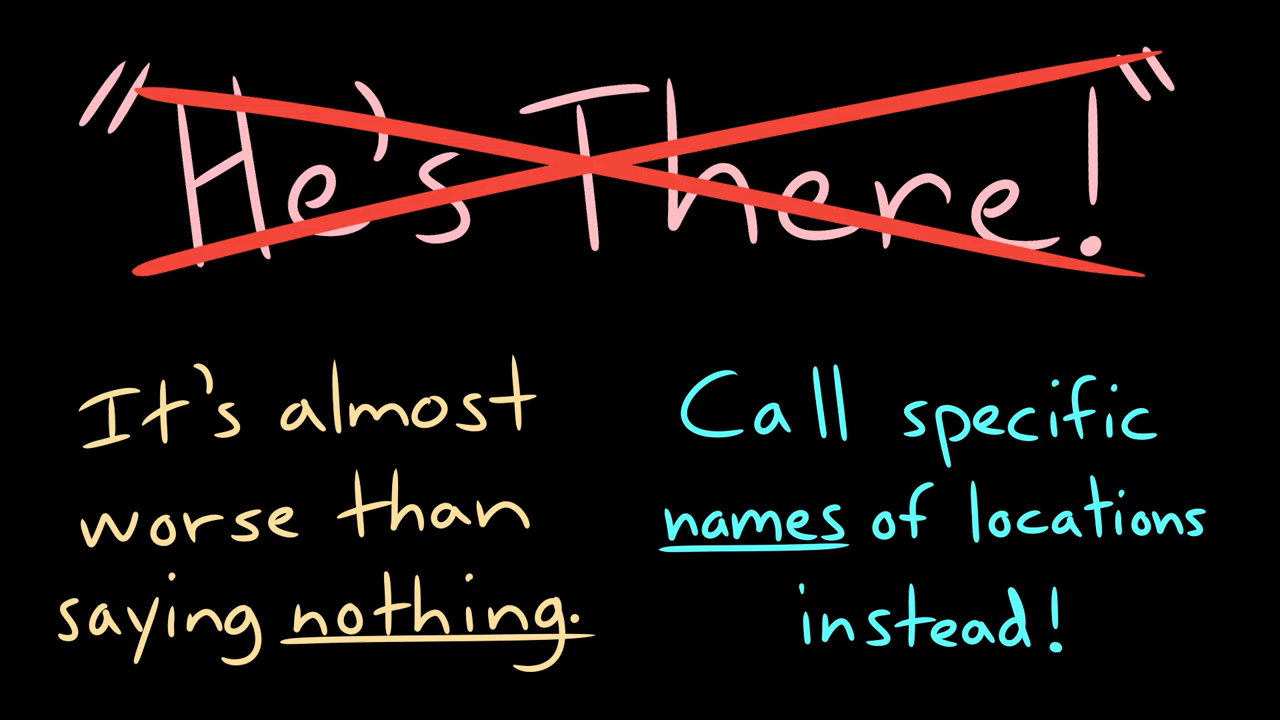 "He's There!"
It's almost
worse than
saying nothing.
Call specific
names of locations
instead!